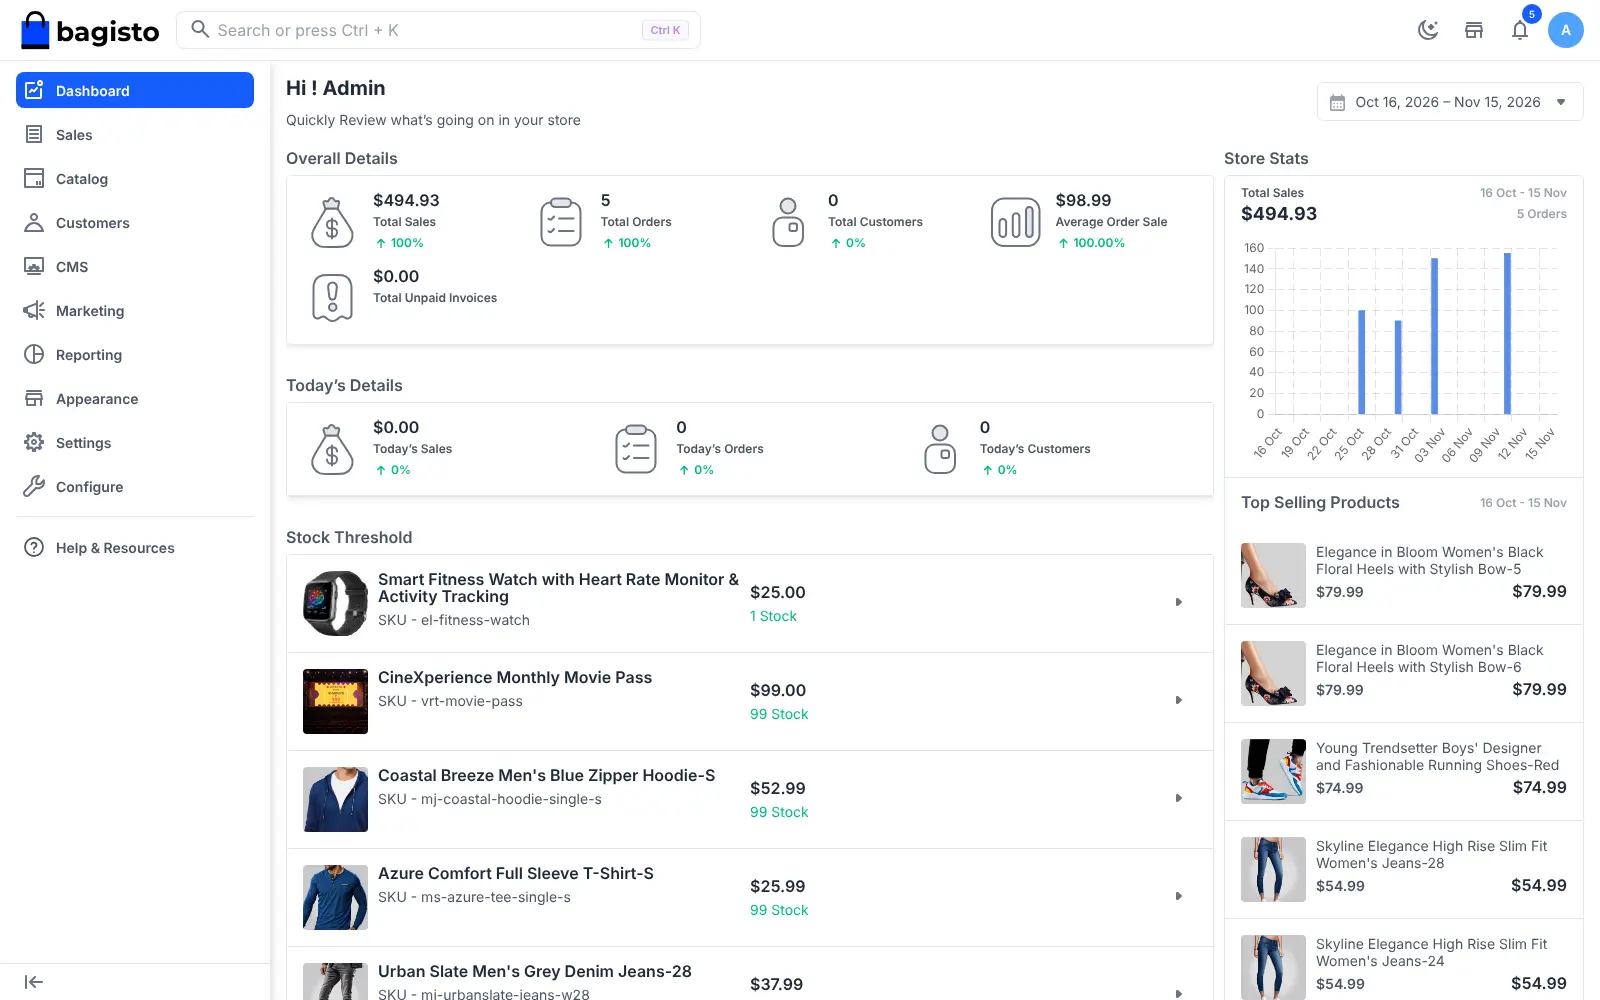 bagisto
Search or press Ctrl + K
Ctrl K
5
A
Dashboard
Sales
Catalog
Customers
CMS
Marketing
Reporting
Appearance
Settings
Configure
Help & Resources
Hi ! Admin
Quickly Review what's going on in your store
Oct 16, 2026 – Nov 15, 2026
Overall Details
$494.93
Total Sales
100%
5
Total Orders
100%
0
Total Customers
0%
$98.99
Average Order Sale
100.00%
$0.00
Total Unpaid Invoices
Today's Details
$0.00
Today's Sales
0%
0
Today's Orders
0%
0
Today's Customers
0%
Stock Threshold
Smart Fitness Watch with Heart Rate Monitor &
Activity Tracking
SKU - el-fitness-watch
$25.00
1 Stock
CineXperience Monthly Movie Pass
SKU - vrt-movie-pass
$99.00
99 Stock
Coastal Breeze Men's Blue Zipper Hoodie-S
SKU - mj-coastal-hoodie-single-s
$52.99
99 Stock
Azure Comfort Full Sleeve T-Shirt-S
SKU - ms-azure-tee-single-s
$25.99
99 Stock
Urban Slate Men's Grey Denim Jeans-28
SKU - mj-urbanslate-jeans-w28
$37.99
Store Stats
Total Sales
16 Oct - 15 Nov
$494.93
5 Orders
160
140
120
100
80
60
40
20
0
16 Oct
19 Oct
22 Oct
25 Oct
28 Oct
31 Oct
03 Nov
06 Nov
09 Nov
12 Nov
15 Nov
Top Selling Products
16 Oct - 15 Nov
Elegance in Bloom Women's Black
Floral Heels with Stylish Bow-5
$79.99
$79.99
Elegance in Bloom Women's Black
Floral Heels with Stylish Bow-6
$79.99
$79.99
Young Trendsetter Boys' Designer
and Fashionable Running Shoes-Red
$74.99
$74.99
Skyline Elegance High Rise Slim Fit
Women's Jeans-28
$54.99
$54.99
Skyline Elegance High Rise Slim Fit
Women's Jeans-24
$54.99
$54.99